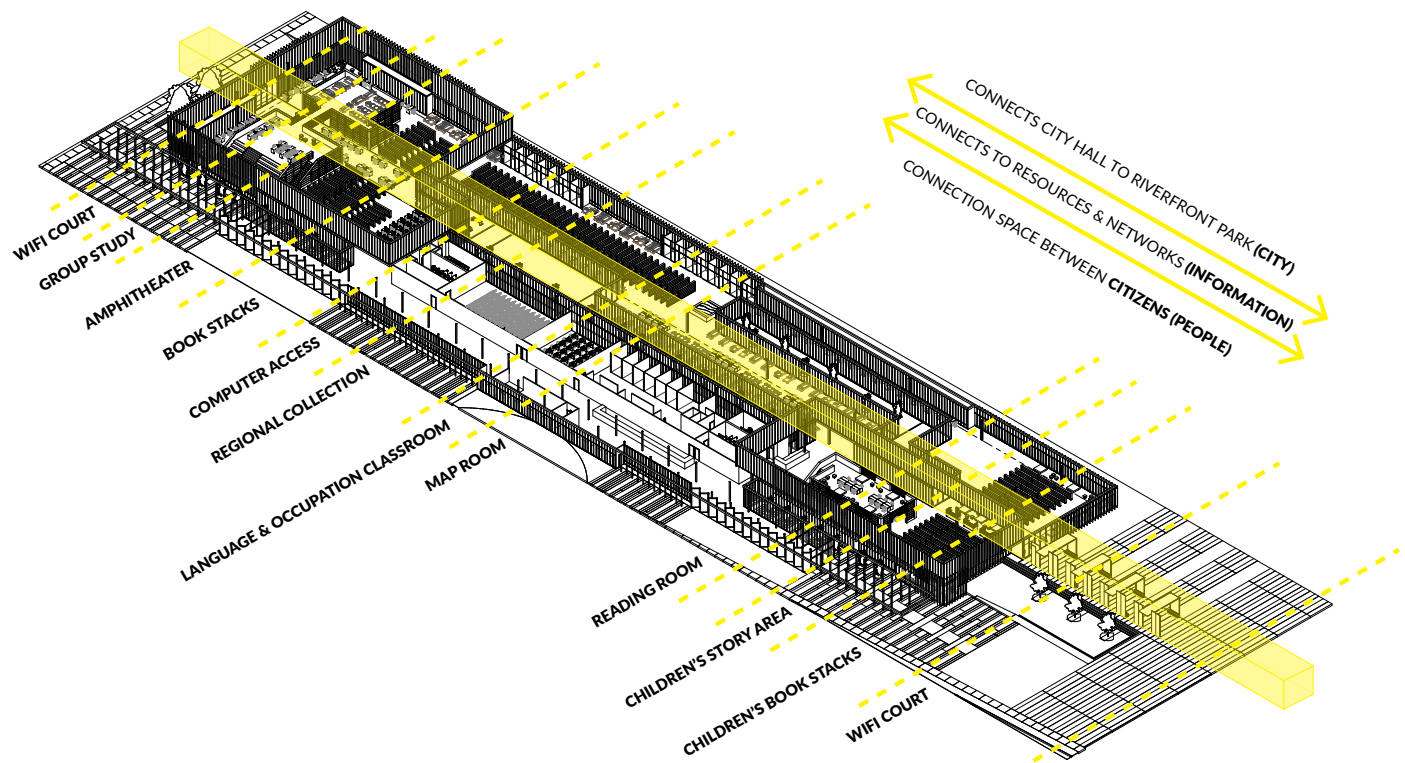 CONNECTS CITY HALL TO RIVERFRONT PARK (CITY)
CONNECTS TO RESOURCES & NETWORKS (INFORMATION)
CONNECTION SPACE BETWEEN CITIZENS (PEOPLE)
WIFI COURT
GROUP STUDY
AMPHITHEATER
BOOK STACKS
COMPUTER ACCESS
REGIONAL COLLECTION
LANGUAGE & OCCUPATION CLASSROOM
MAP ROOM
READING ROOM
CHILDREN'S STORY AREA
CHILDREN'S BOOK STACKS
WIFI COURT